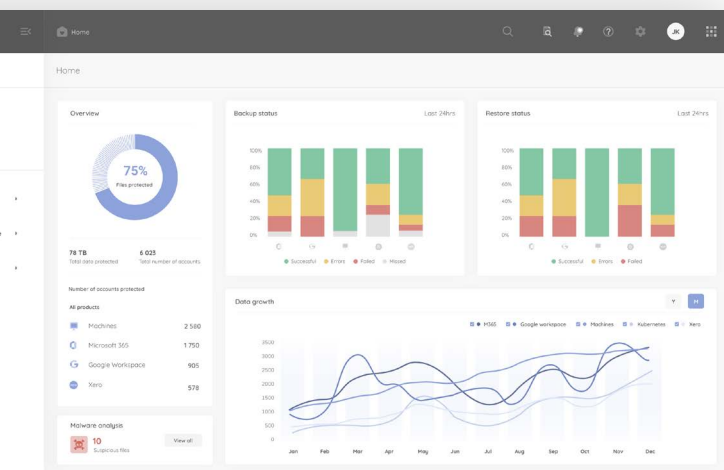 Home
JK
Home
Overview
75%
Files protected
78 TB
Total data protected
6 023
Total number of accounts
Number of accounts protected
All products
Machines 2 500
Microsoft 365 1 750
Google Workspace 905
Xero 578
Malware analysis
10
Suspicious files
View all
Backup status Last 24hrs
100%
80%
60%
40%
20%
0%
Successful Errors Failed Missed
Restore status Last 24hrs
100%
80%
60%
40%
20%
0%
Successful Errors Failed
Data growth
Y M
M365 Google workspace Machines Kubernetes Xero
3500
3000
2500
2000
1500
1000
500
0
Jan Feb Mar Apr May Jun Jul Aug Sep Oct Nov Dec